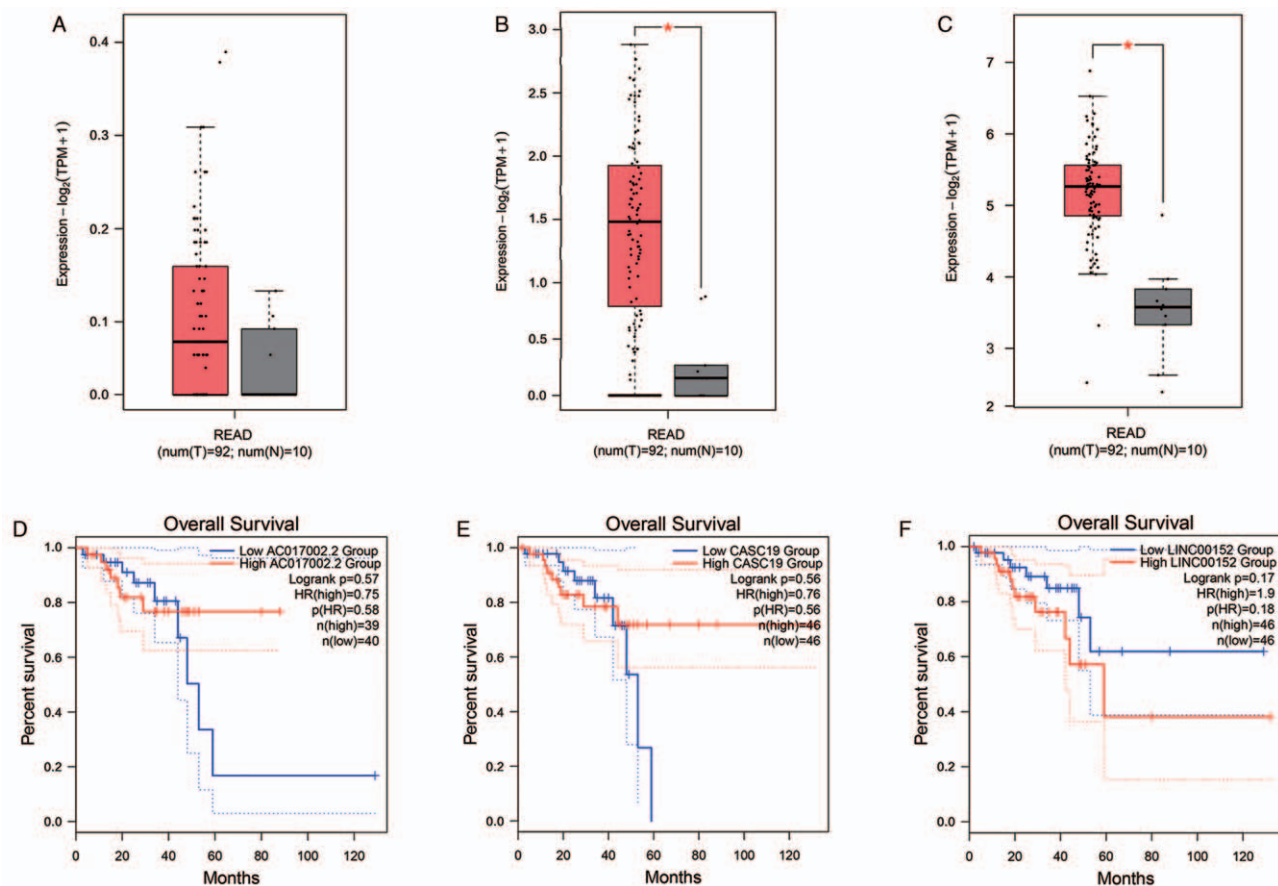 A
0.4
0.3
0.2
0.1
0.0
Expression−log₂(TPM+1)
READ
(num(T)=92; num(N)=10)
B
3.0
2.5
2.0
1.5
1.0
0.5
0.0
Expression−log₂(TPM+1)
READ
(num(T)=92; num(N)=10)
C
7
6
5
4
3
2
Expression−log₂(TPM+1)
READ
(num(T)=92; num(N)=10)
D
Overall Survival
Low AC017002.2 Group
High AC017002.2 Group
Logrank p=0.57
HR(high)=0.75
p(HR)=0.58
n(high)=39
n(low)=40
Percent survival
1.0
0.8
0.6
0.4
0.2
0.0
0 20 40 60 80 100 120
Months
E
Overall Survival
Low CASC19 Group
High CASC19 Group
Logrank p=0.56
HR(high)=0.76
p(HR)=0.56
n(high)=46
n(low)=46
Percent survival
1.0
0.8
0.6
0.4
0.2
0.0
0 20 40 60 80 100 120
Months
F
Overall Survival
Low LINC00152 Group
High LINC00152 Group
Logrank p=0.17
HR(high)=1.9
p(HR)=0.18
n(high)=46
n(low)=46
Percent survival
1.0
0.8
0.6
0.4
0.2
0.0
0 20 40 60 80 100 120
Months